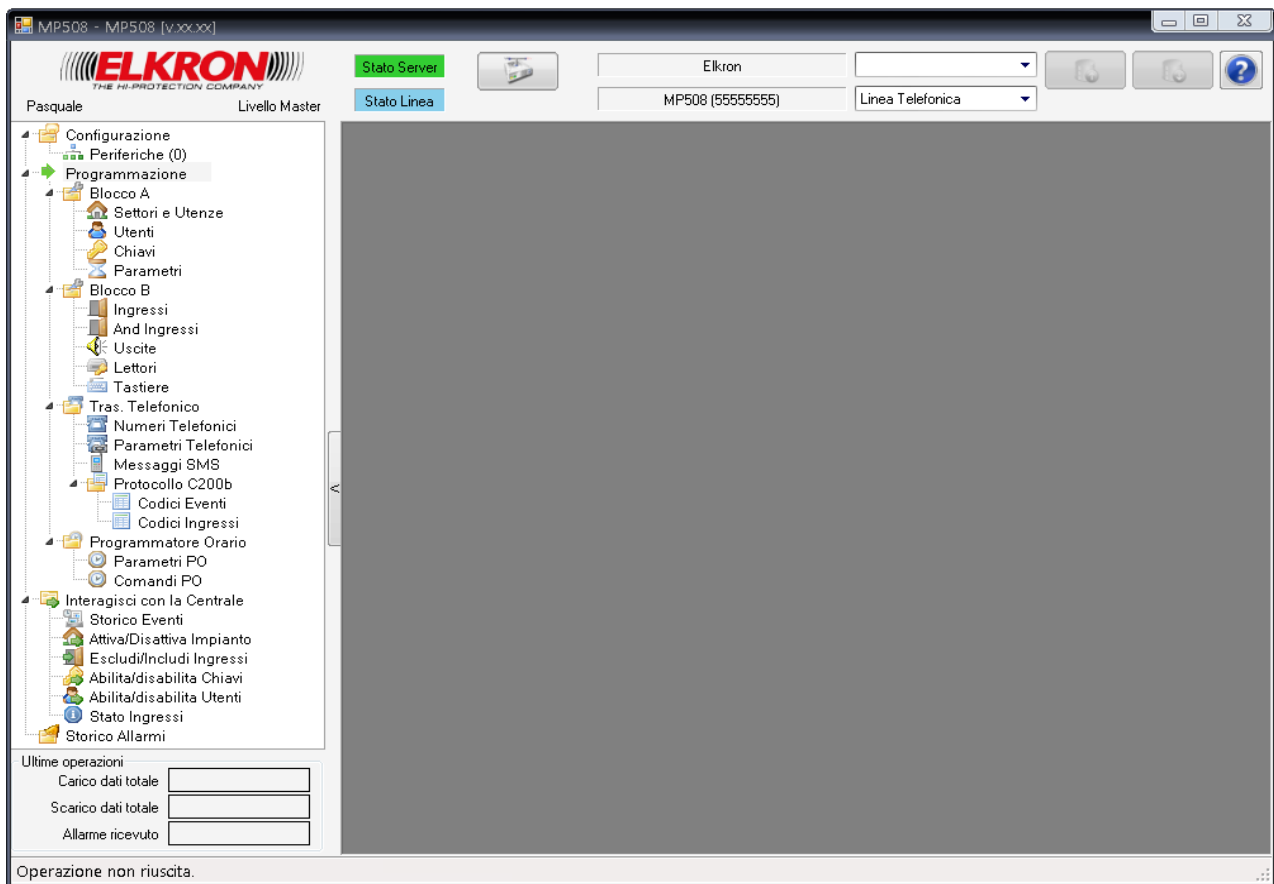 MP508 - MP508 [v.xx.xx]
ELKRON
THE HI-PROTECTION COMPANY
Pasquale
Livello Master
Stato Server
Stato Linea
Elkron
MP508 (55555555)
Linea Telefonica
?
Configurazione
Periferiche (0)
Programmazione
Blocco A
Settori e Utenze
Utenti
Chiavi
Parametri
Blocco B
Ingressi
And Ingressi
Uscite
Lettori
Tastiere
Tras. Telefonico
Numeri Telefonici
Parametri Telefonici
Messaggi SMS
Protocollo C200b
Codici Eventi
Codici Ingressi
Programmatore Orario
Parametri PO
Comandi PO
Interagisci con la Centrale
Storico Eventi
Attiva/Disattiva Impianto
Escludi/Includi Ingressi
Abilita/disabilita Chiavi
Abilita/disabilita Utenti
Stato Ingressi
Storico Allarmi
<
Ultime operazioni
Carico dati totale
Scarico dati totale
Allarme ricevuto
Operazione non riuscita.